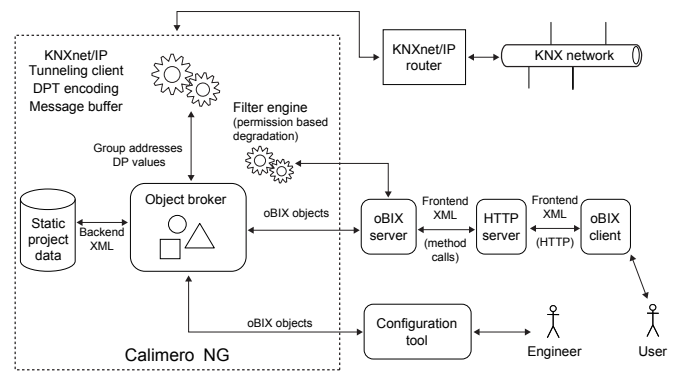 KNXnet/IP
Tunneling client
DPT encoding
Message buffer
KNXnet/IP
router
KNX network
Filter engine
(permission based
degradation)
Group addresses
DP values
Static
project
data
Backend
XML
Object broker
oBIX objects
oBIX
server
Frontend
XML
(method
calls)
HTTP
server
Frontend
XML
(HTTP)
oBIX
client
oBIX objects
Configuration
tool
Engineer
User
Calimero NG